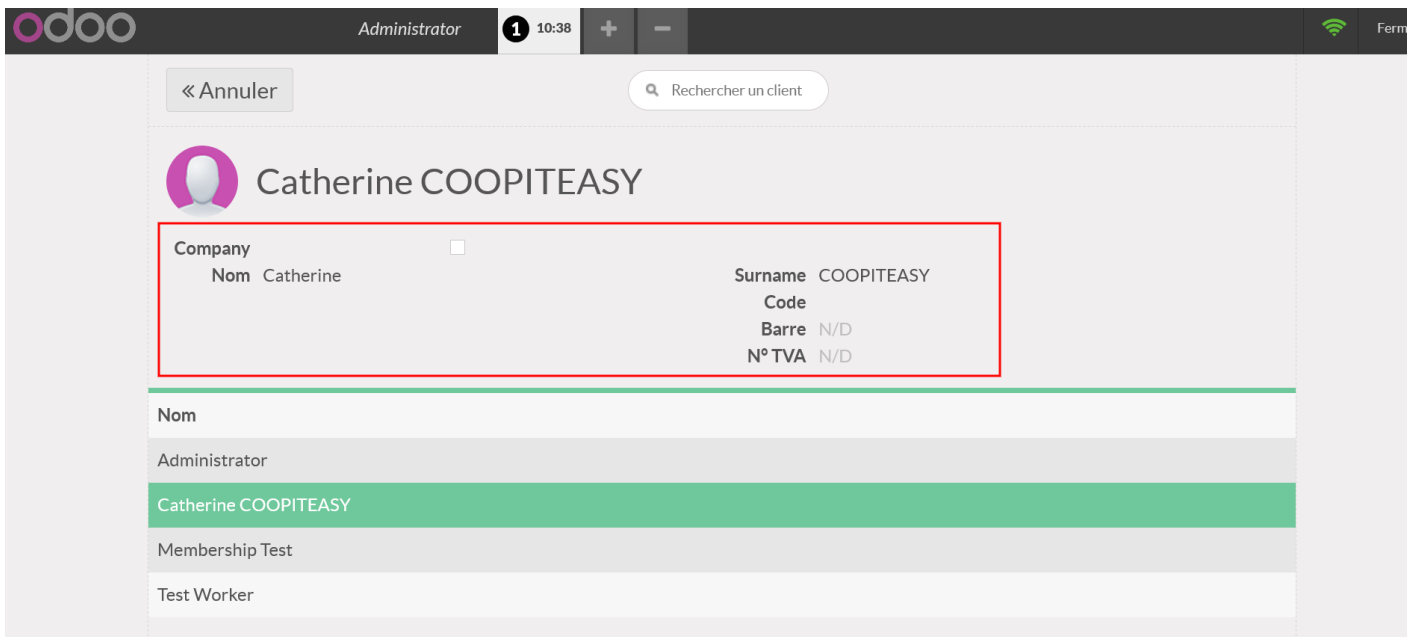 odoo Administrator 1 10:38 + − Ferm
« Annuler Rechercher un client
Catherine COOPITEASY
Company
Nom Catherine Surname COOPITEASY
Code
Barre N/D
N° TVA N/D
Nom
Administrator
Catherine COOPITEASY
Membership Test
Test Worker